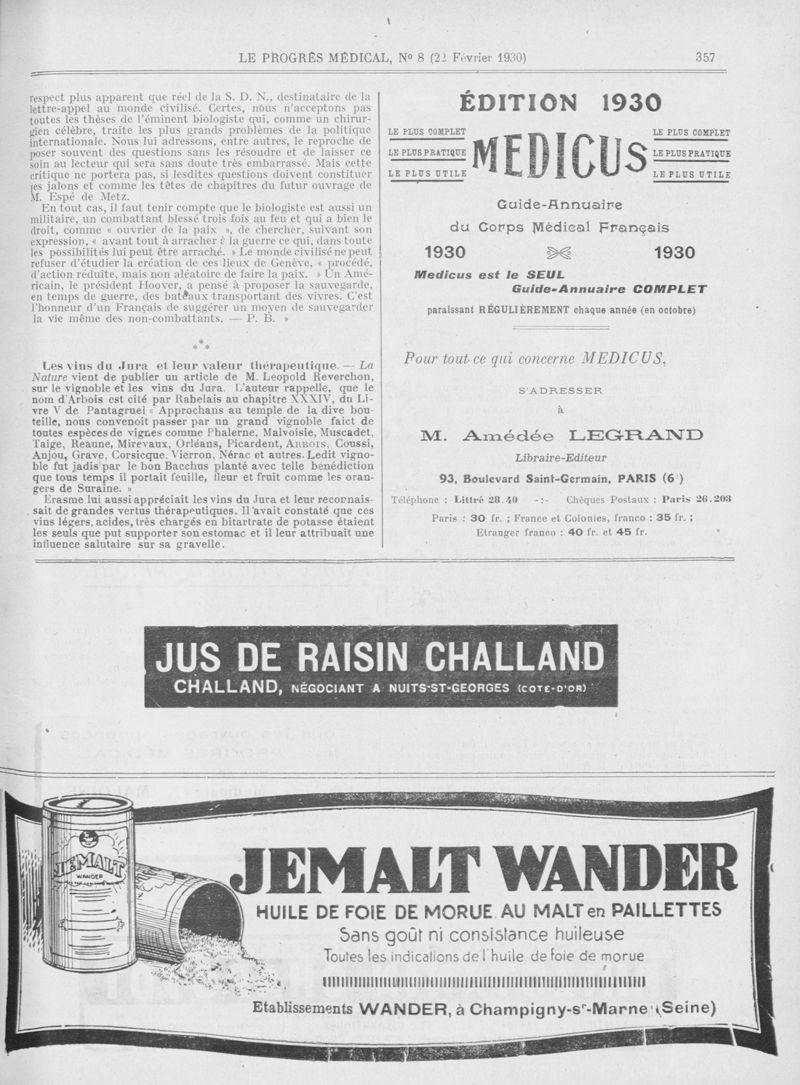 LE PROGRÈS MÉDICAL, No 8 (22 Février 1930)
357
respect plus apparent que réel de la S. D. N., destinataire de la
lettre-appel au monde civilisé. Certes, nous n'acceptons pas
toutes les thèses de l'éminent biologiste qui, comme un chirur-
gien célèbre, traite les plus grands problèmes de la politique
internationale. Nous lui adressons, entre autres, le reproche de
poser souvent des questions sans les résoudre et de laisser ce
soin au lecteur qui sera sans doute très embarrassé. Mais cette
critique ne portera pas, si lesdites questions doivent constituer
les jalons et comme les têtes de chapitres du futur ouvrage de
M. Espé de Metz.
En tout cas, il faut tenir compte que le biologiste est aussi un
militaire, un combattant blessé trois fois au feu et qui a bien le
droit, comme « ouvrier de la paix », de chercher, suivant son
expression, « avant tout à arracher à la guerre ce qui, dans toute
les possibilités lui peut être arraché. » Le monde civilisé ne peut
refuser d'étudier la création de ces lieux de Genève, « procédé,
d'action réduite, mais non aléatoire de faire la paix. » Un Amé-
ricain, le président Hoover, a pensé à proposer la sauvegarde,
en temps de guerre, des bateaux transportant des vivres. C'est
l'honneur d'un Français de suggérer un moyen de sauvegarder
la vie même des non-combattants. — P. B. »
***
Les vins du Jura et leur valeur thérapeutique. — La
Nature vient de publier un article de M. Léopold Reverchon,
sur le vignoble et les vins du Jura. L'auteur rappelle, que le
nom d'Arbois est cité par Rabelais au chapitre XXXIV, du Li-
vre V de Pantagruel « Approchans au temple de la dive bou-
teille, nous convenoit passer par un grand vignoble faict de
toutes espèces de vignes comme Phalerne, Malvoisie, Muscadet,
Taige, Reaune, Mirevaux, Orléans, Picardent, ARBOIS, Coussi,
Anjou, Grave, Corsicque, Vierron, Nérac et autres. Ledit vigno-
ble fut jadis par le bon Bacchus planté avec telle bénédiction
que tous temps il portait feuille, fleur et fruit comme les oran-
gers de Suraine. »
Erasme lui aussi appréciait les vins du Jura et leur reconnais-
sait de grandes vertus thérapeutiques. Il avait constaté que ces
vins légers, acides, très chargés en bitartrate de potasse étaient
les seuls que put supporter son estomac et il leur attribuait une
influence salutaire sur sa gravelle.
ÉDITION 1930
LE PLUS COMPLET
LE PLUS PRATIQUE
LE PLUS UTILE
MEDICUS
LE PLUS COMPLET
LE PLUS PRATIQUE
LE PLUS UTILE
Guide-Annuaire
du Corps Médical Français
1930 1930
Medicus est le SEUL
Guide-Annuaire COMPLET
paraissant RÉGULIÈREMENT chaque année (en octobre)
Pour tout ce qui concerne MEDICUS,
S'ADRESSER
à
M. Amédée LEGRAND
Libraire-Editeur
93, Boulevard Saint-Germain, PARIS (6e)
Téléphone : Littré 28.40 -:- Chèques Postaux : Paris 26.203
Paris : 30 fr. ; France et Colonies, franco : 35 fr. ;
Etranger franco : 40 fr. et 45 fr.
JUS DE RAISIN CHALLAND
CHALLAND, NÉGOCIANT A NUITS-ST-GEORGES (COTE-D'OR)
JEMALT
WANDER
JEMALT WANDER
HUILE DE FOIE DE MORUE AU MALT en PAILLETTES
Sans goût ni consistance huileuse
Toutes les indications de l'huile de foie de morue
Etablissements WANDER, à Champigny-sr-Marne (Seine)